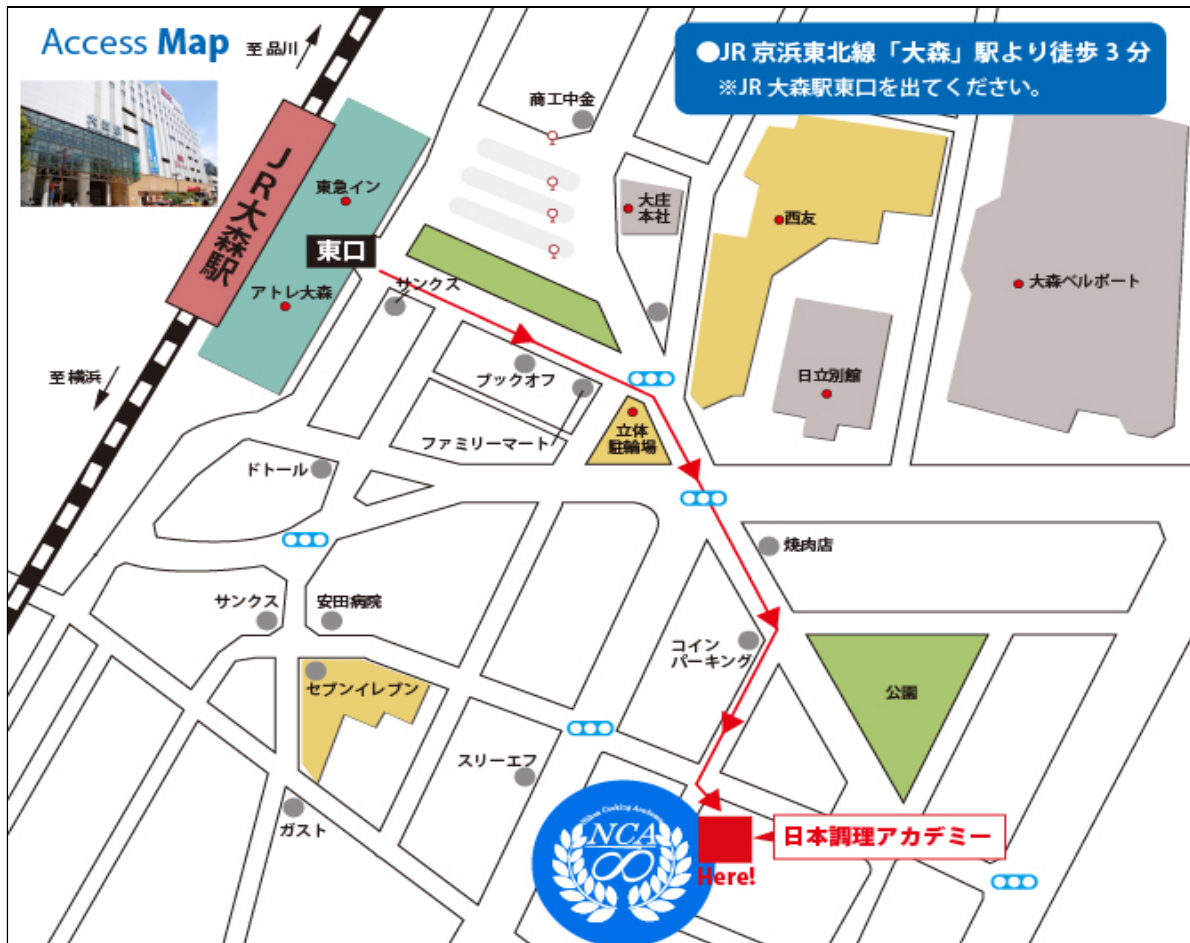 Access Map
至 品川
●JR 京浜東北線「大森」駅より徒歩 3 分
※JR 大森駅東口を出てください。
商工中金
JR大森駅
東急イン
大庄
本社
西友
東口
サンクス
アトレ大森
大森ベルポート
至 横浜
ブックオフ
日立別館
ファミリーマート
立体
駐輪場
ドトール
焼肉店
サンクス
安田病院
コイン
パーキング
セブンイレブン
公園
スリーエフ
ガスト
Nihon Cooking Academy
NCA
日本調理アカデミー
Here!